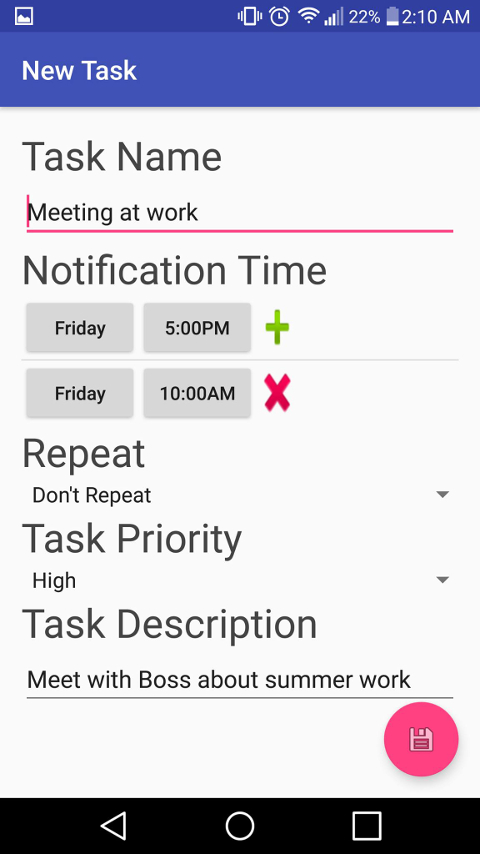 22% 2:10 AM
New Task
Task Name
Meeting at work
Notification Time
Friday 5:00PM
Friday 10:00AM
Repeat
Don't Repeat
Task Priority
High
Task Description
Meet with Boss about summer work